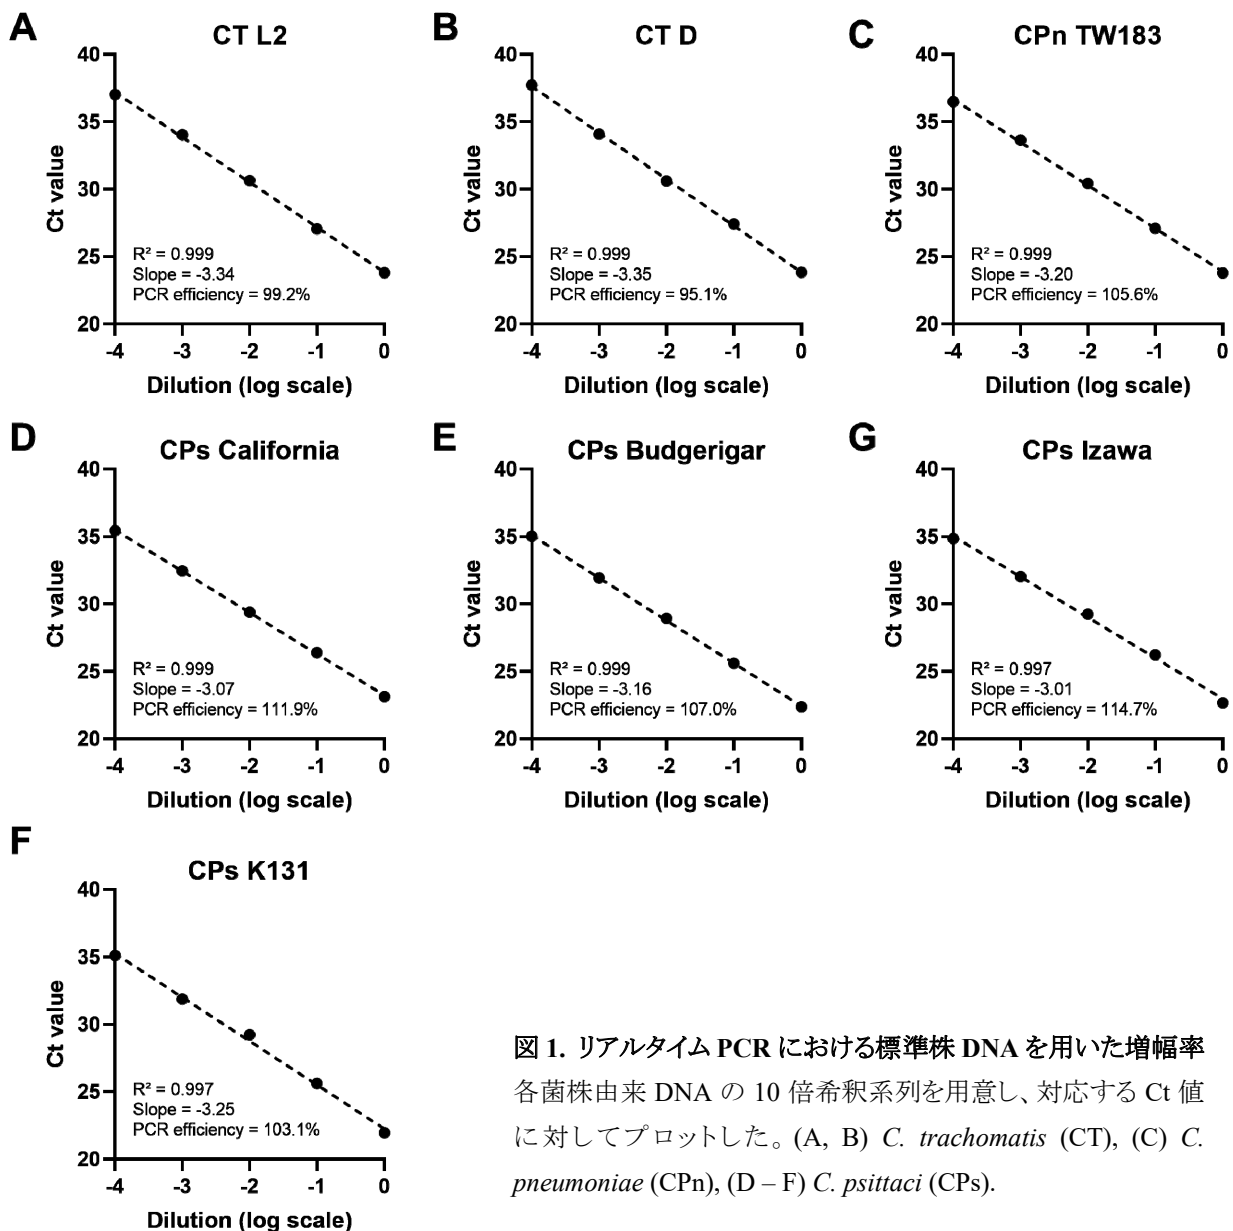 A
CT L2
40
35
30
25
20
Ct value
R² = 0.999
Slope = -3.34
PCR efficiency = 99.2%
-4 -3 -2 -1 0
Dilution (log scale)
B
CT D
40
35
30
25
20
Ct value
R² = 0.999
Slope = -3.35
PCR efficiency = 95.1%
-4 -3 -2 -1 0
Dilution (log scale)
C
CPn TW183
40
35
30
25
20
Ct value
R² = 0.999
Slope = -3.20
PCR efficiency = 105.6%
-4 -3 -2 -1 0
Dilution (log scale)
D
CPs California
40
35
30
25
20
Ct value
R² = 0.999
Slope = -3.07
PCR efficiency = 111.9%
-4 -3 -2 -1 0
Dilution (log scale)
E
CPs Budgerigar
40
35
30
25
20
Ct value
R² = 0.999
Slope = -3.16
PCR efficiency = 107.0%
-4 -3 -2 -1 0
Dilution (log scale)
G
CPs Izawa
40
35
30
25
20
Ct value
R² = 0.997
Slope = -3.01
PCR efficiency = 114.7%
-4 -3 -2 -1 0
Dilution (log scale)
F
CPs K131
40
35
30
25
20
Ct value
R² = 0.997
Slope = -3.25
PCR efficiency = 103.1%
-4 -3 -2 -1 0
Dilution (log scale)
図 1. リアルタイム PCR における標準株 DNA を用いた増幅率
各菌株由来 DNA の 10 倍希釈系列を用意し、対応する Ct 値
に対してプロットした。(A, B) C. trachomatis (CT), (C) C.
pneumoniae (CPn), (D – F) C. psittaci (CPs).